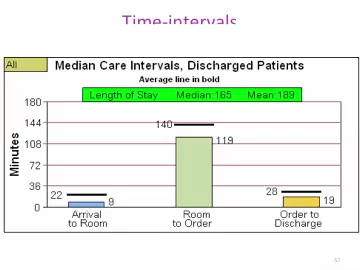 Time-intervals
All
Median Care Intervals, Discharged Patients
Average line in bold
Length of Stay Median:165 Mean:189
Minutes
180
144
108
72
36
0
22
9
140
119
28
19
Arrival
to Room
Room
to Order
Order to
Discharge